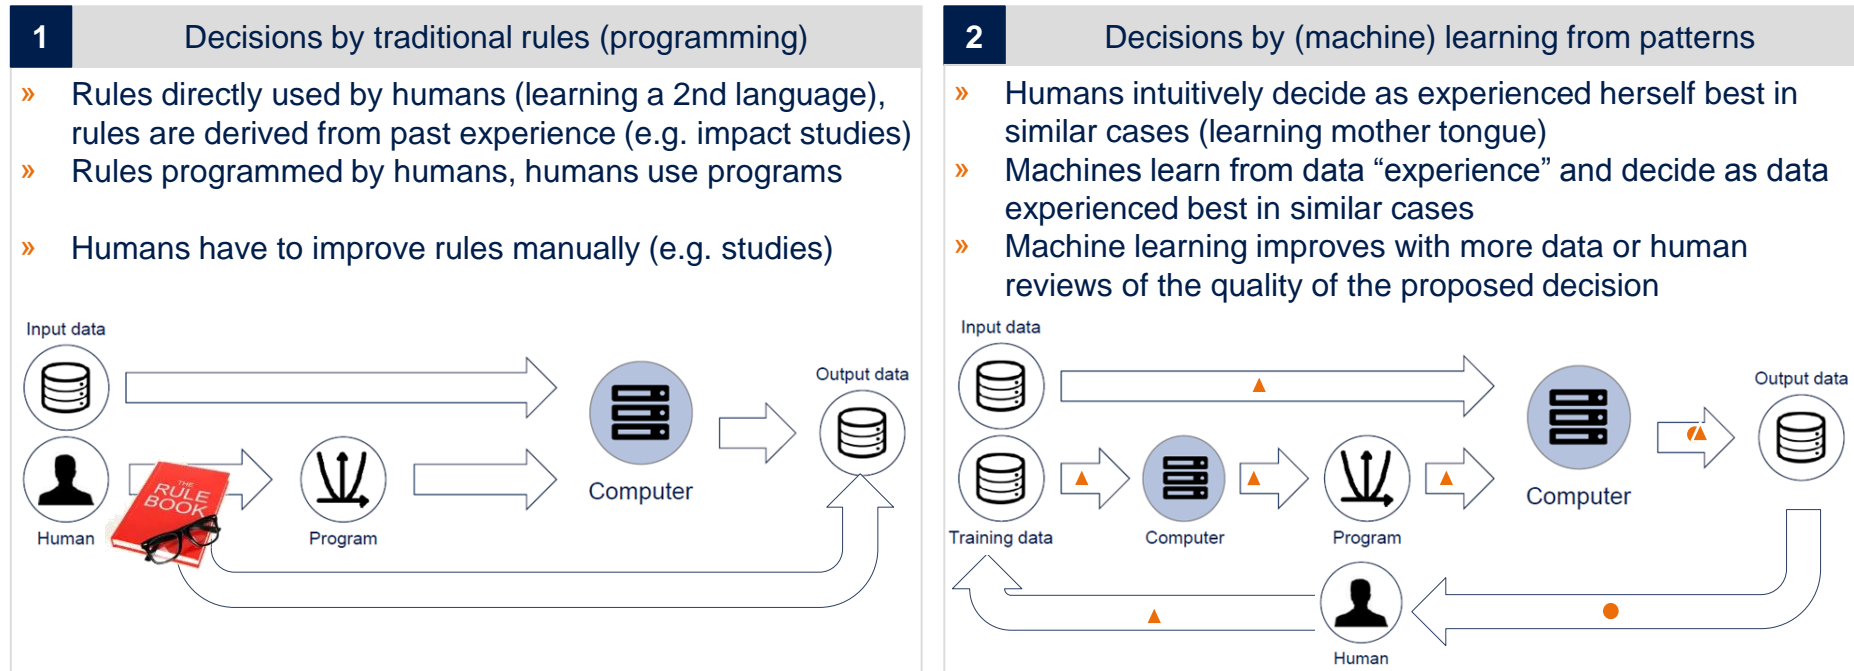 1
Decisions by traditional rules (programming)
» Rules directly used by humans (learning a 2nd language),
rules are derived from past experience (e.g. impact studies)
» Rules programmed by humans, humans use programs
» Humans have to improve rules manually (e.g. studies)
Input data
Output data
THE
RULE
BOOK
Computer
Human
Program
2
Decisions by (machine) learning from patterns
» Humans intuitively decide as experienced herself best in
similar cases (learning mother tongue)
» Machines learn from data “experience” and decide as data
experienced best in similar cases
» Machine learning improves with more data or human
reviews of the quality of the proposed decision
Input data
Output data
Computer
Training data
Computer
Program
Human